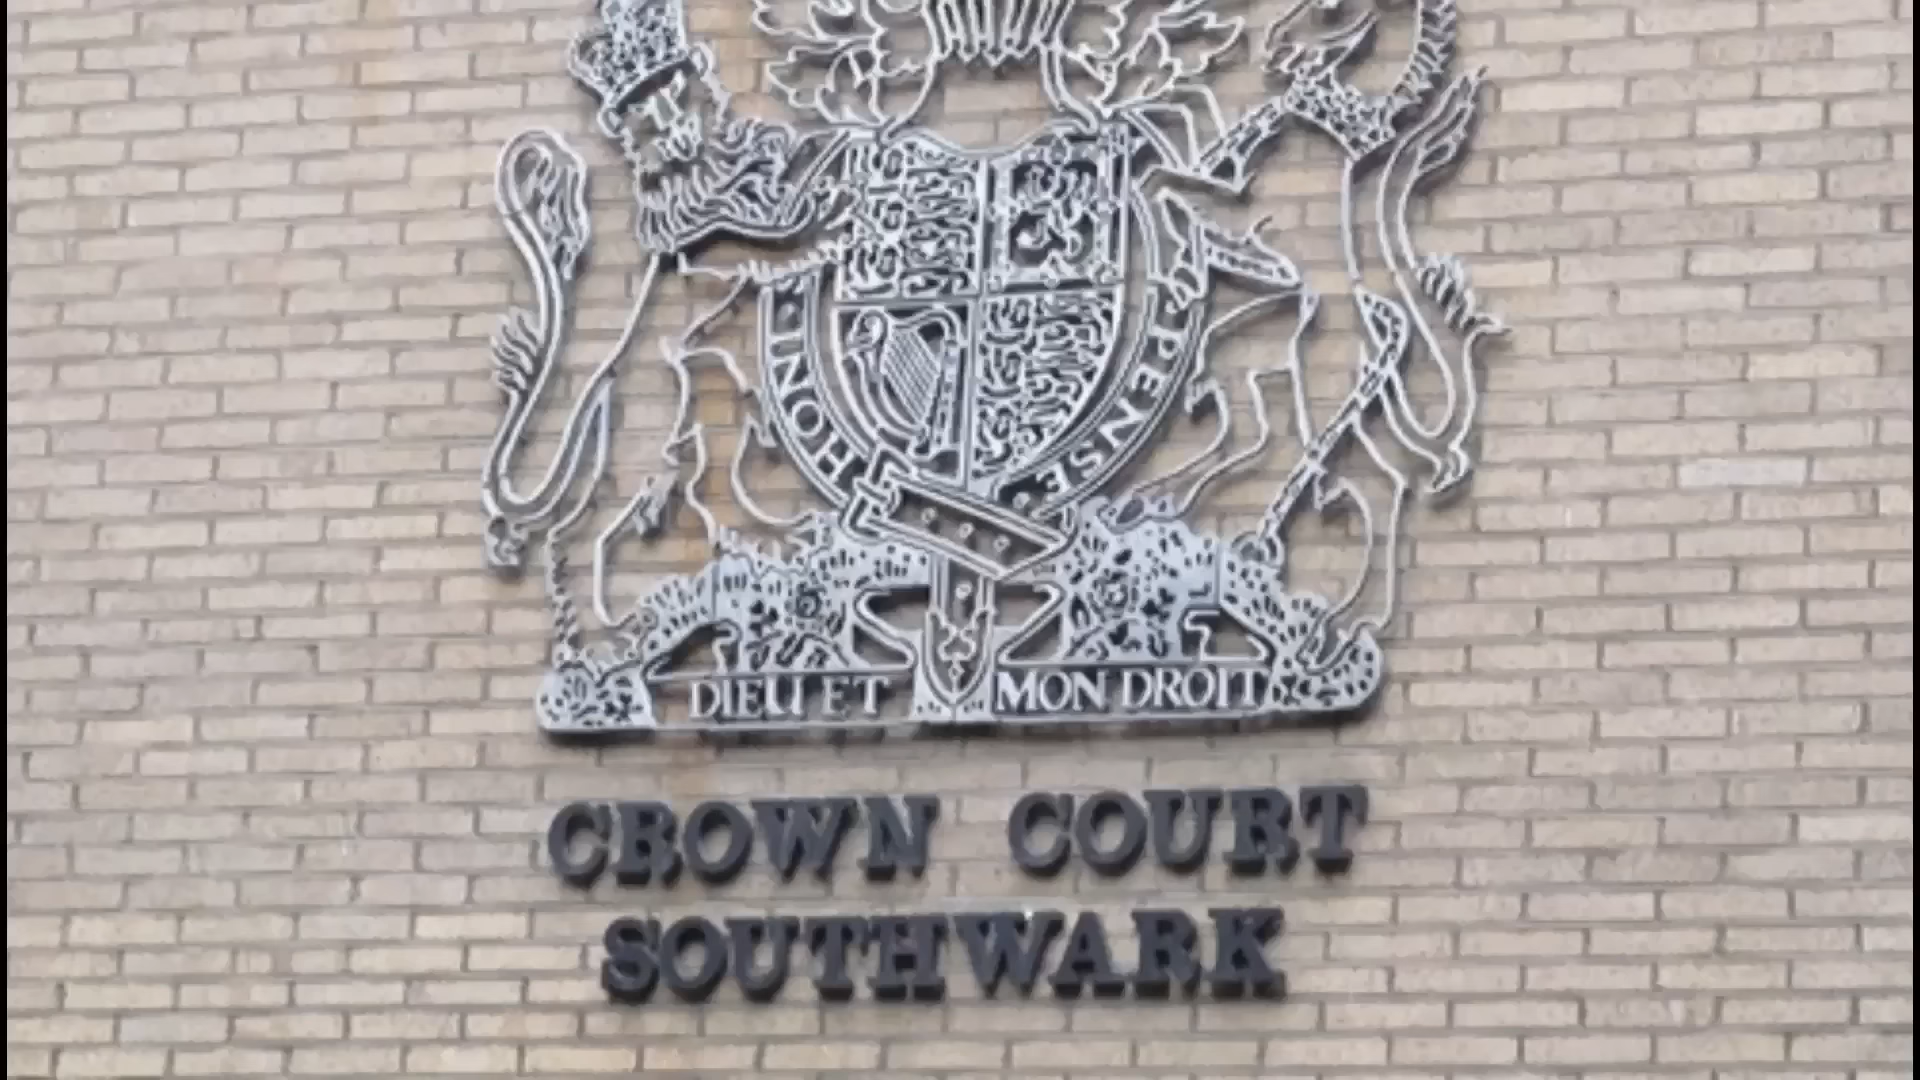 HONI
PENSE
DIEU ET MON DROIT
CROWN COURT
SOUTHWARK